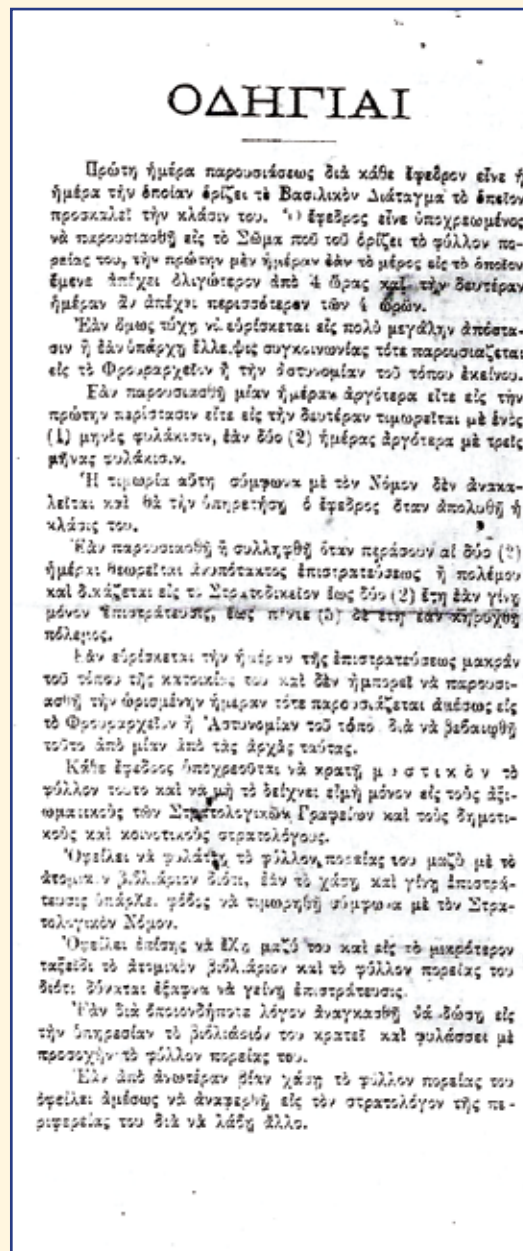 ΟΔΗΓΙΑΙ
Πρώτη ἡμέρα παρουσιάσεως διὰ κάθε ἔφεδρον εἶνε ἡ
ἡμέρα τὴν ὁποίαν ὁρίζει τὸ Βασιλικὸν Διάταγμα τὸ ὁποῖον
προσκαλεῖ τὴν κλάσιν του. Ὁ ἔφεδρος εἶνε ὑποχρεωμένος
νὰ παρουσιασθῇ εἰς τὸ Σῶμα ποῦ τοῦ ὁρίζει τὸ φύλλον πο-
ρείας του, τὴν πρώτην μὲν ἡμέραν ἐὰν τὸ μέρος εἰς τὸ ὁποῖον
ἔμενε ἀπέχει ὀλιγώτερον ἀπὸ 4 ὥρας καὶ τὴν δευτέραν
ἡμέραν ἂν ἀπέχῃ περισσότερον τῶν 4 ὡρῶν.
Ἐὰν ὅμως τύχῃ νὰ εὑρίσκεται εἰς πολὺ μεγάλην ἀπόστα-
σιν ἢ ἐὰν ὑπάρχῃ ἔλλειψις συγκοινωνίας τότε παρουσιάζεται
εἰς τὸ Φρουραρχεῖον ἢ τὴν ἀστυνομίαν τοῦ τόπου ἐκείνου.
Ἐὰν παρουσιασθῇ μίαν ἡμέραν ἀργότερα εἴτε εἰς τὴν
πρώτην περίστασιν εἴτε εἰς τὴν δευτέραν τιμωρεῖται μὲ ἑνὸς
(1) μηνὸς φυλάκισιν, ἐὰν δύο (2) ἡμέρας ἀργότερα μὲ τρεῖς
μῆνας φυλάκισιν.
Ἡ τιμωρία αὕτη σύμφωνα μὲ τὸν Νόμον δὲν ἀνακα-
λεῖται καὶ θὰ τὴν ὑπηρετήσῃ ὁ ἔφεδρος ὅταν ἀπολυθῇ ἡ
κλάσις του.
Ἐὰν παρουσιασθῇ ἢ συλληφθῇ ὅταν περάσουν αἱ δύο (2)
ἡμέραι θεωρεῖται ἀνυπότακτος ἐπιστρατεύσεως ἢ πολέμου
καὶ δικάζεται εἰς τὸ Στρατοδικεῖον ἕως δύο (2) ἔτη ἐὰν γίνῃ
μόνον ἐπιστράτευσις, ἕως πέντε (5) δὲ ἔτη ἐὰν κηρυχθῇ
πόλεμος.
Ἐὰν εὑρίσκεται τὴν ἡμέραν τῆς ἐπιστρατεύσεως μακρὰν
τοῦ τόπου τῆς κατοικίας του καὶ δὲν ἠμπορεῖ νὰ παρουσι-
ασθῇ τὴν ὡρισμένην ἡμέραν τότε παρουσιάζεται ἀμέσως εἰς
τὸ Φρουραρχεῖον ἢ Ἀστυνομίαν τοῦ τόπου διὰ νὰ βεβαιωθῇ
τοῦτο ἀπὸ μίαν ἀπὸ τὰς ἀρχὰς ταύτας.
Κάθε ἔφεδρος ὑποχρεοῦται νὰ κρατῇ μυστικὸν τὸ
φύλλον τοῦτο καὶ νὰ μὴ τὸ δείχνει εἰμὴ μόνον εἰς τοὺς ἀξι-
ωματικοὺς τῶν Στρατολογικῶν Γραφείων καὶ τοὺς δημοτι-
κοὺς καὶ κοινοτικοὺς στρατολόγους.
Ὀφείλει νὰ φυλάττῃ τὸ φύλλον πορείας του μαζὺ μὲ τὸ
ἀτομικὸν βιβλιάριον διότι, ἐὰν τὸ χάσῃ καὶ γίνῃ ἐπιστρά-
τευσις ὑπάρχει φόβος νὰ τιμωρηθῇ σύμφωνα μὲ τὸν Στρα-
τολογικὸν Νόμον.
Ὀφείλει ἐπίσης νὰ ἔχῃ μαζύ του καὶ εἰς τὸ μικρότερον
ταξεῖδι τὸ ἀτομικὸν βιβλιάριον καὶ τὸ φύλλον πορείας του
διότι δύναται ἔξαφνα νὰ γείνῃ ἐπιστράτευσις.
Ἐὰν διὰ ὁποιονδήποτε λόγον ἀναγκασθῇ νὰ δώσῃ εἰς
τὴν ὑπηρεσίαν τὸ βιβλιάριόν του κρατεῖ καὶ φυλάσσει μὲ
προσοχὴν τὸ φύλλον πορείας του.
Ἐὰν ἀπὸ ἀνωτέραν βίαν χάσῃ τὸ φύλλον πορείας του
ὀφείλει ἀμέσως νὰ ἀναφερθῇ εἰς τὸν στρατολόγον τῆς πε-
ριφερείας του διὰ νὰ λάβῃ ἄλλο.